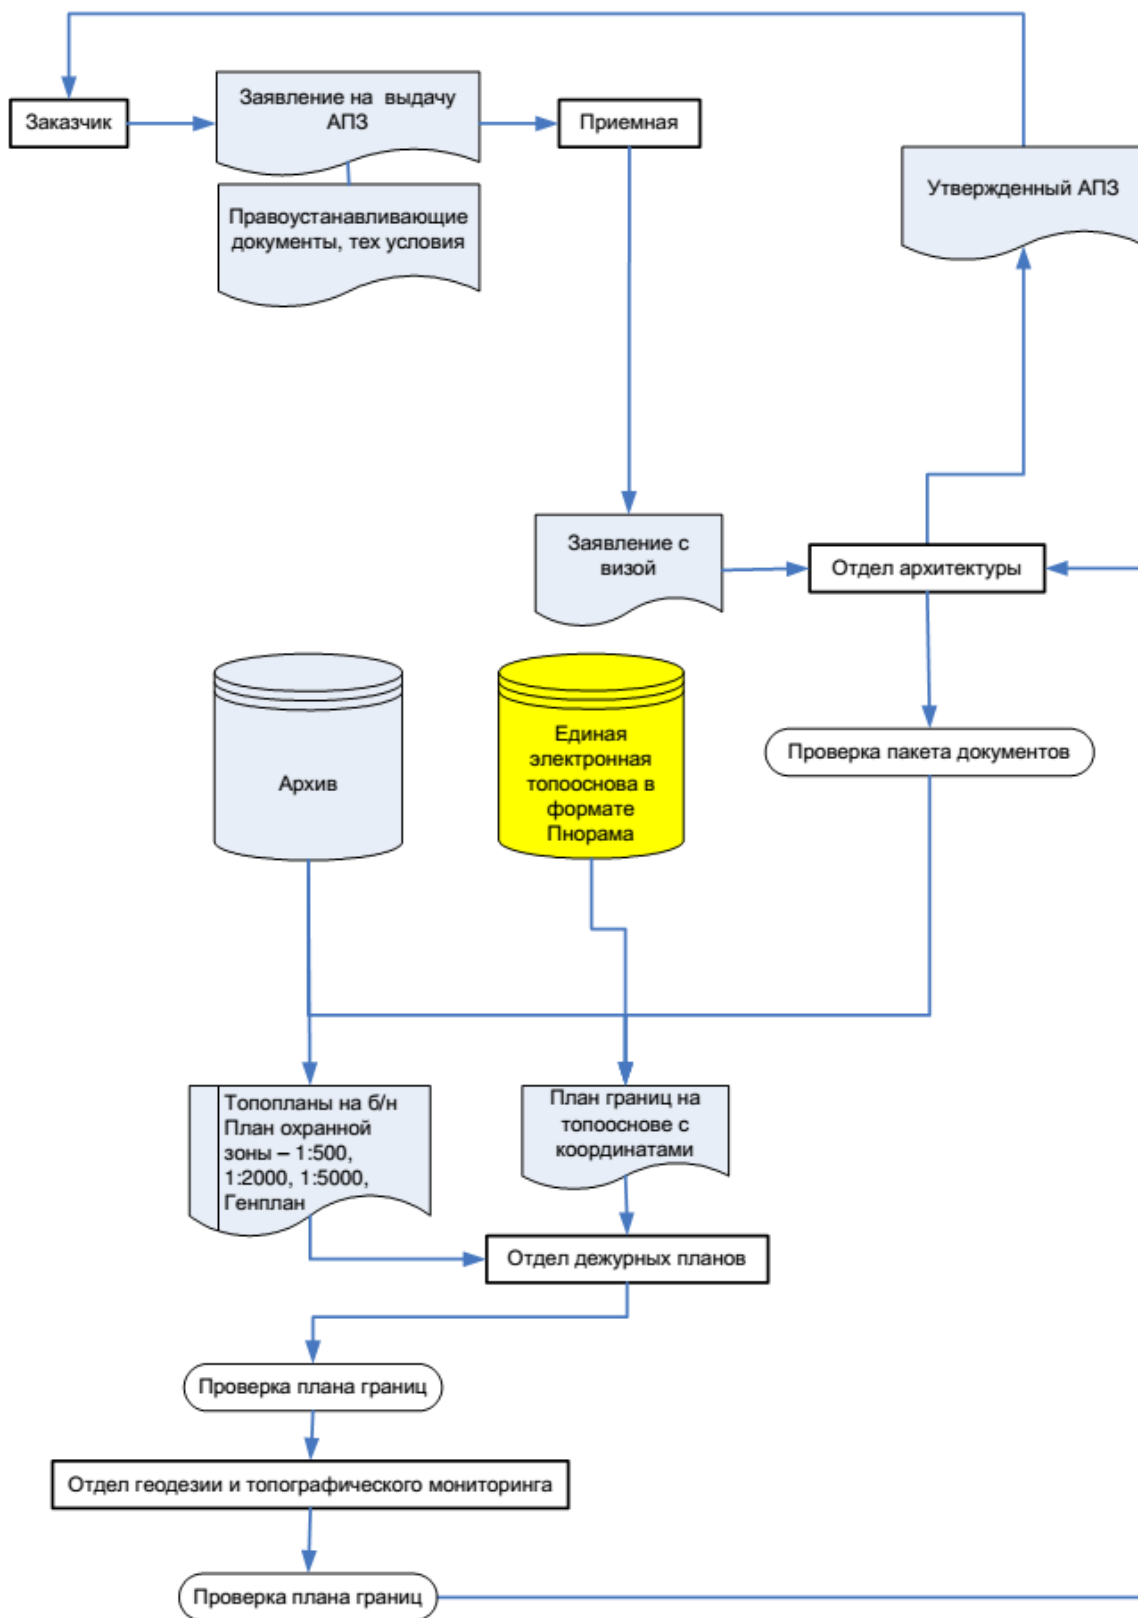 Заказчик
Заявление на выдачу
АПЗ
Приемная
Утвержденный АПЗ
Правоустанавливающие
документы, тех условия
Заявление с
визой
Отдел архитектуры
Проверка пакета документов
Архив
Единая
электронная
топооснова в
формате
Пнорама
Топопланы на б/н
План охранной
зоны – 1:500,
1:2000, 1:5000,
Генплан
План границ на
топооснове с
координатами
Отдел дежурных планов
Проверка плана границ
Отдел геодезии и топографического мониторинга
Проверка плана границ